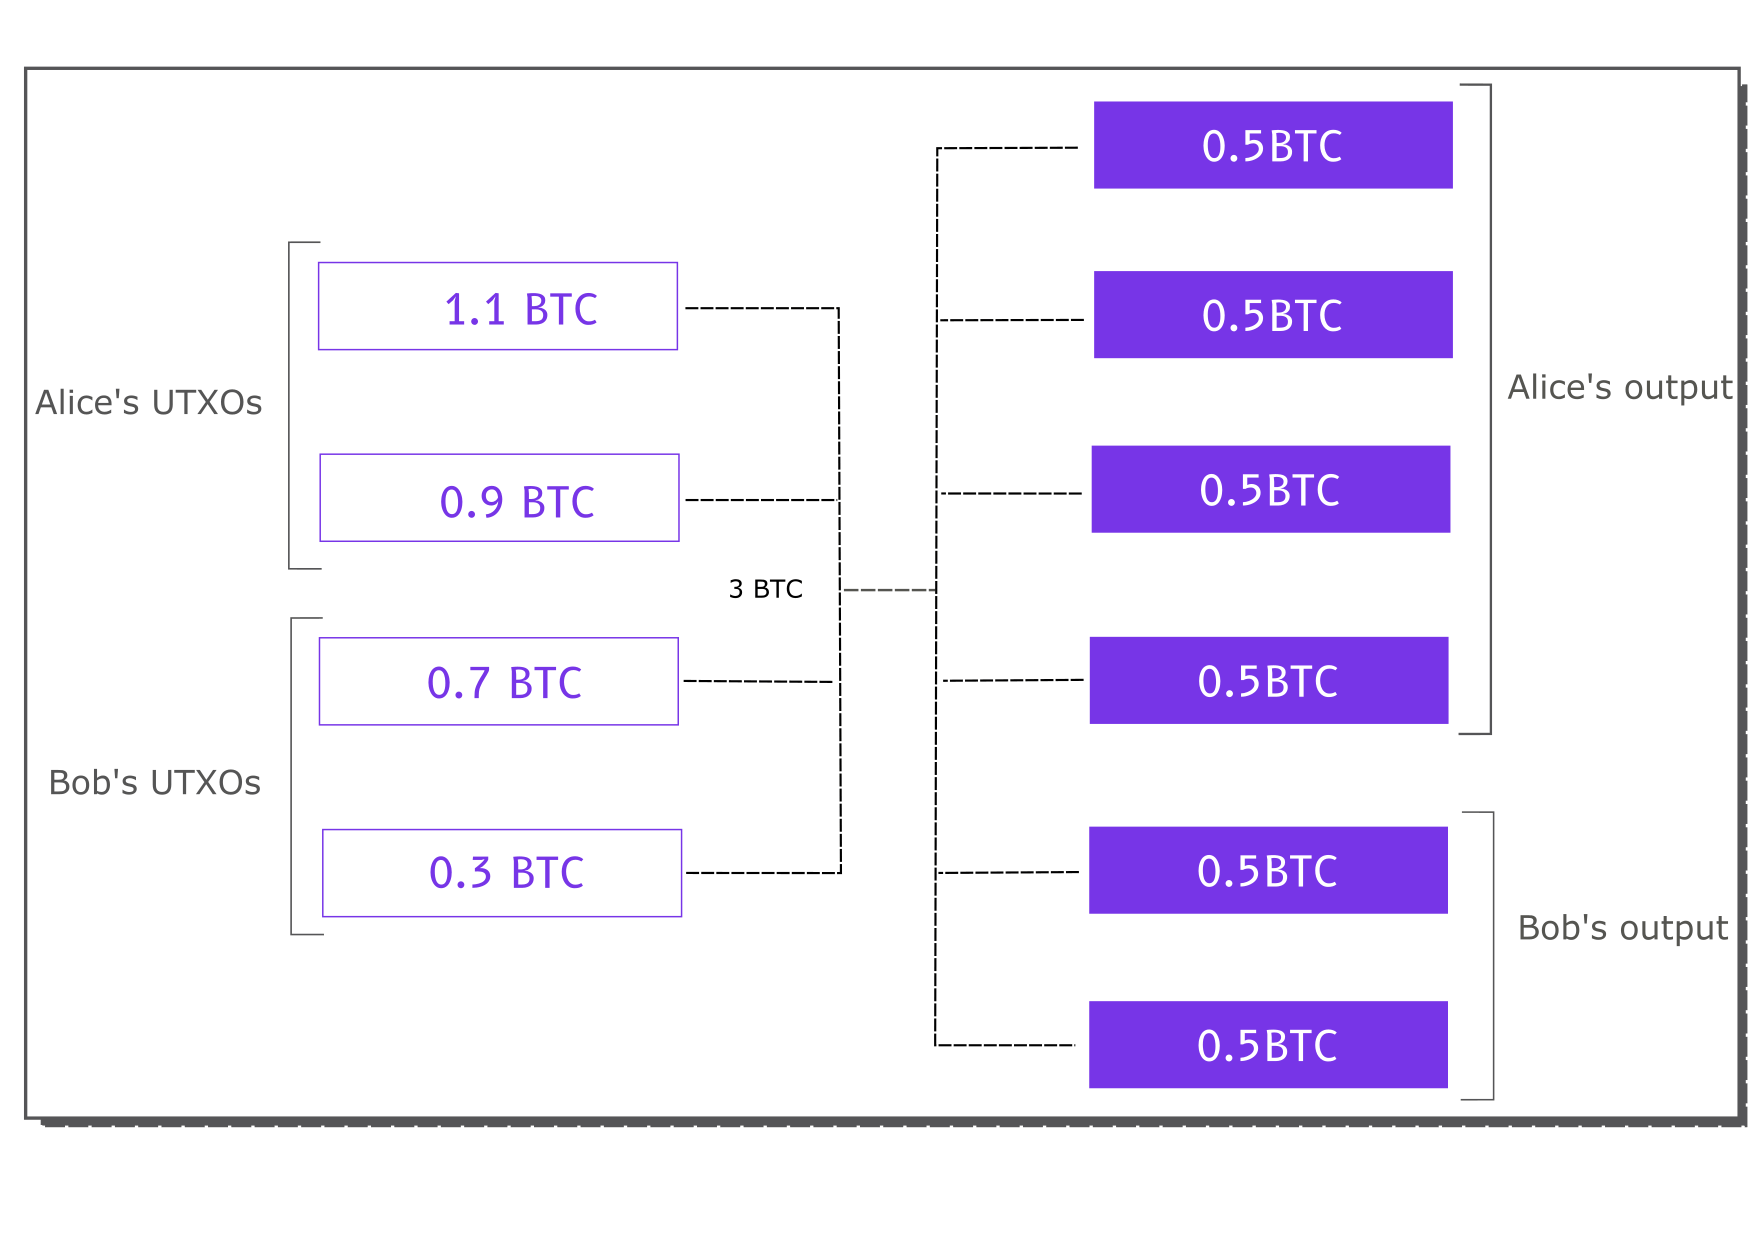 Alice's UTXOs
1.1 BTC
0.9 BTC
Bob's UTXOs
0.7 BTC
0.3 BTC
3 BTC
0.5BTC
0.5BTC
0.5BTC
0.5BTC
Alice's output
0.5BTC
0.5BTC
Bob's output